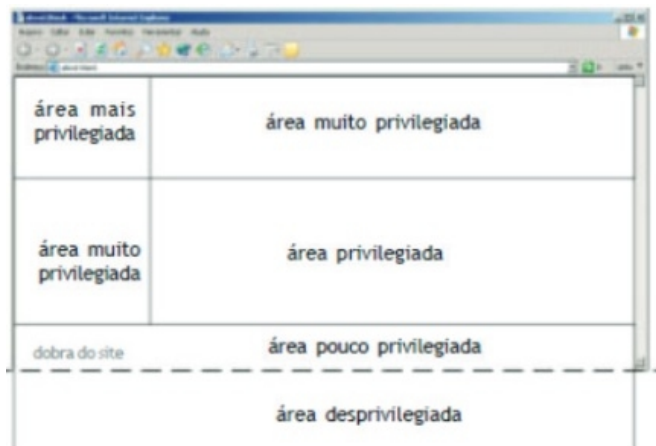 área mais
privilegiada
área muito privilegiada
área muito
privilegiada
área privilegiada
dobra do site
área pouco privilegiada
área desprivilegiada